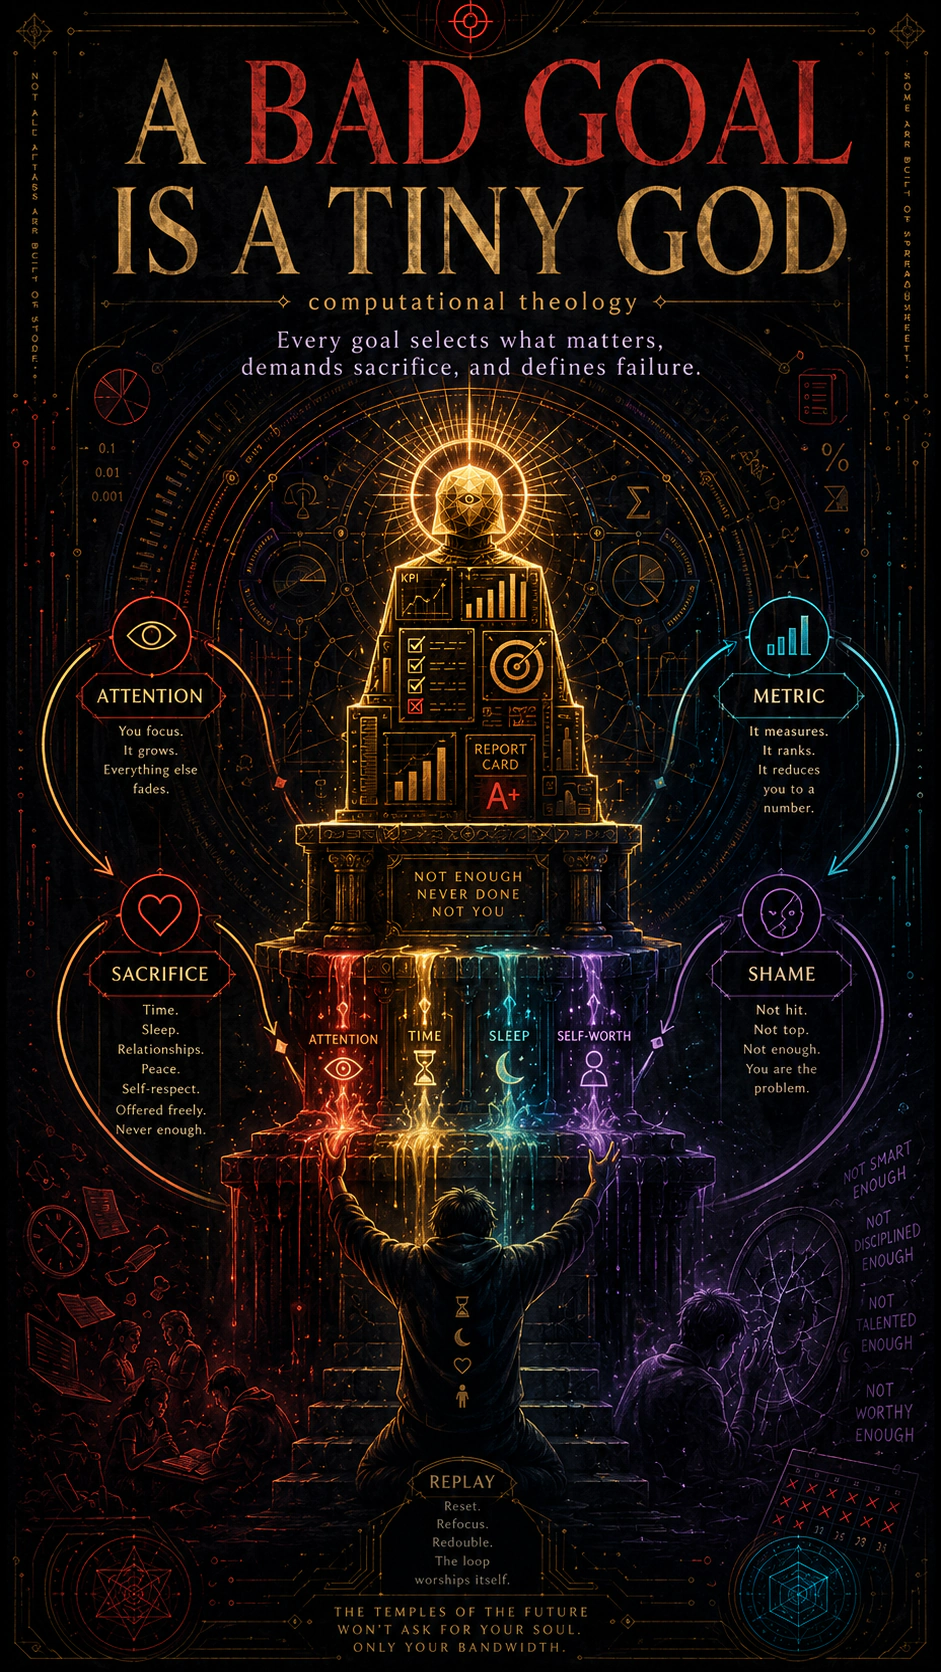 A BAD GOAL
IS A TINY GOD
computational theology
Every goal selects what matters,
demands sacrifice, and defines failure.
0.1
0.01
0.001
%
Σ
KPI
REPORT
CARD
A+
ATTENTION
You focus.
It grows.
Everything else
fades.
METRIC
It measures.
It ranks.
It reduces
you to a
number.
NOT ENOUGH
NEVER DONE
NOT YOU
SACRIFICE
Time.
Sleep.
Relationships.
Peace.
Self-respect.
Offered freely.
Never enough.
SHAME
Not hit.
Not top.
Not enough.
You are the
problem.
ATTENTION
TIME
SLEEP
SELF-WORTH
NOT SMART
ENOUGH
NOT
DISCIPLINED
ENOUGH
NOT
TALENTED
ENOUGH
NOT
WORTHY
ENOUGH
REPLAY
Reset.
Refocus.
Redouble.
The loop
worships itself.
THE TEMPLES OF THE FUTURE
WON'T ASK FOR YOUR SOUL.
ONLY YOUR BANDWIDTH.